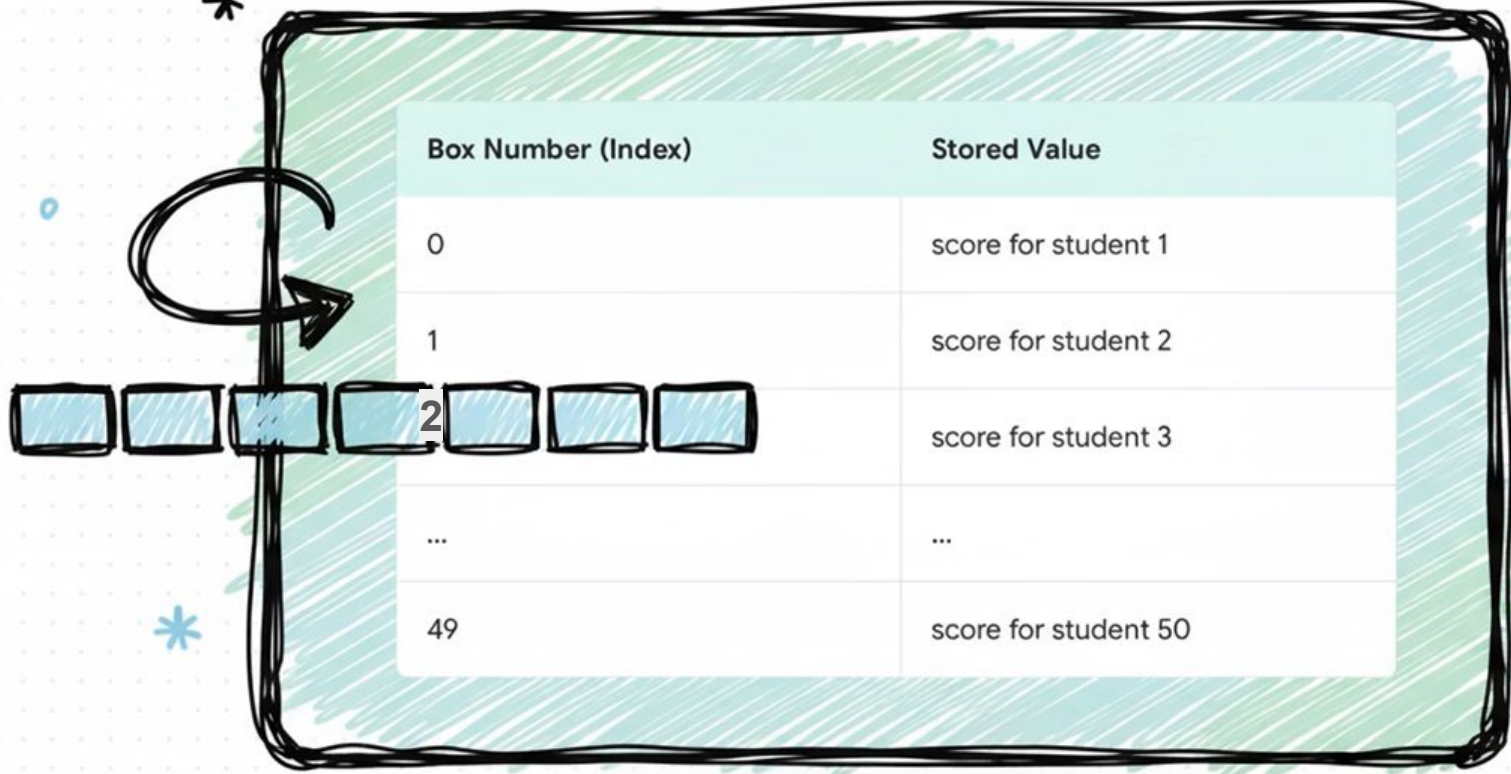 Box Number (Index) Stored Value
0 score for student 1
1 score for student 2
2 score for student 3
... ...
49 score for student 50